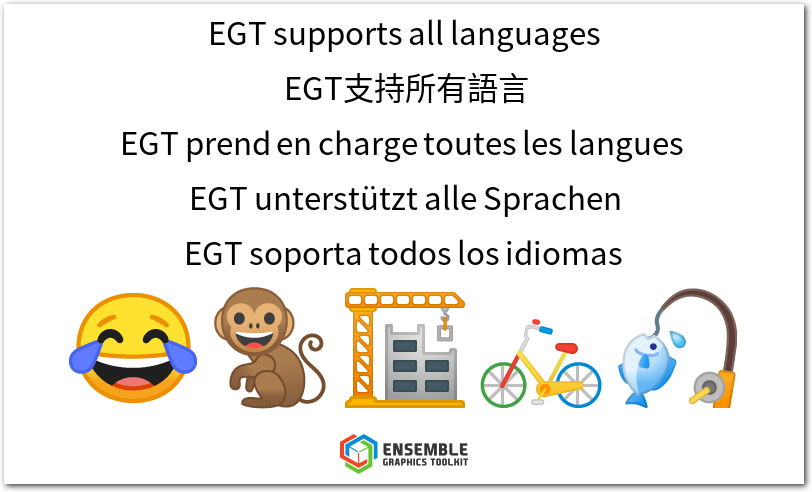 EGT supports all languages
EGT支持所有語言
EGT prend en charge toutes les langues
EGT unterstützt alle Sprachen
EGT soporta todos los idiomas
ENSEMBLE
GRAPHICS TOOLKIT